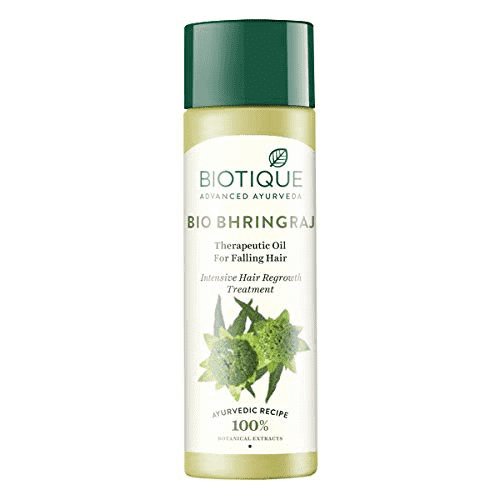 BIOTIQUE
ADVANCED AYURVEDA
BIO BHRINGRAJ
Therapeutic Oil
For Falling Hair
Intensive Hair Regrowth
Treatment
AYURVEDIC RECIPE
100%
BOTANICAL EXTRACTS